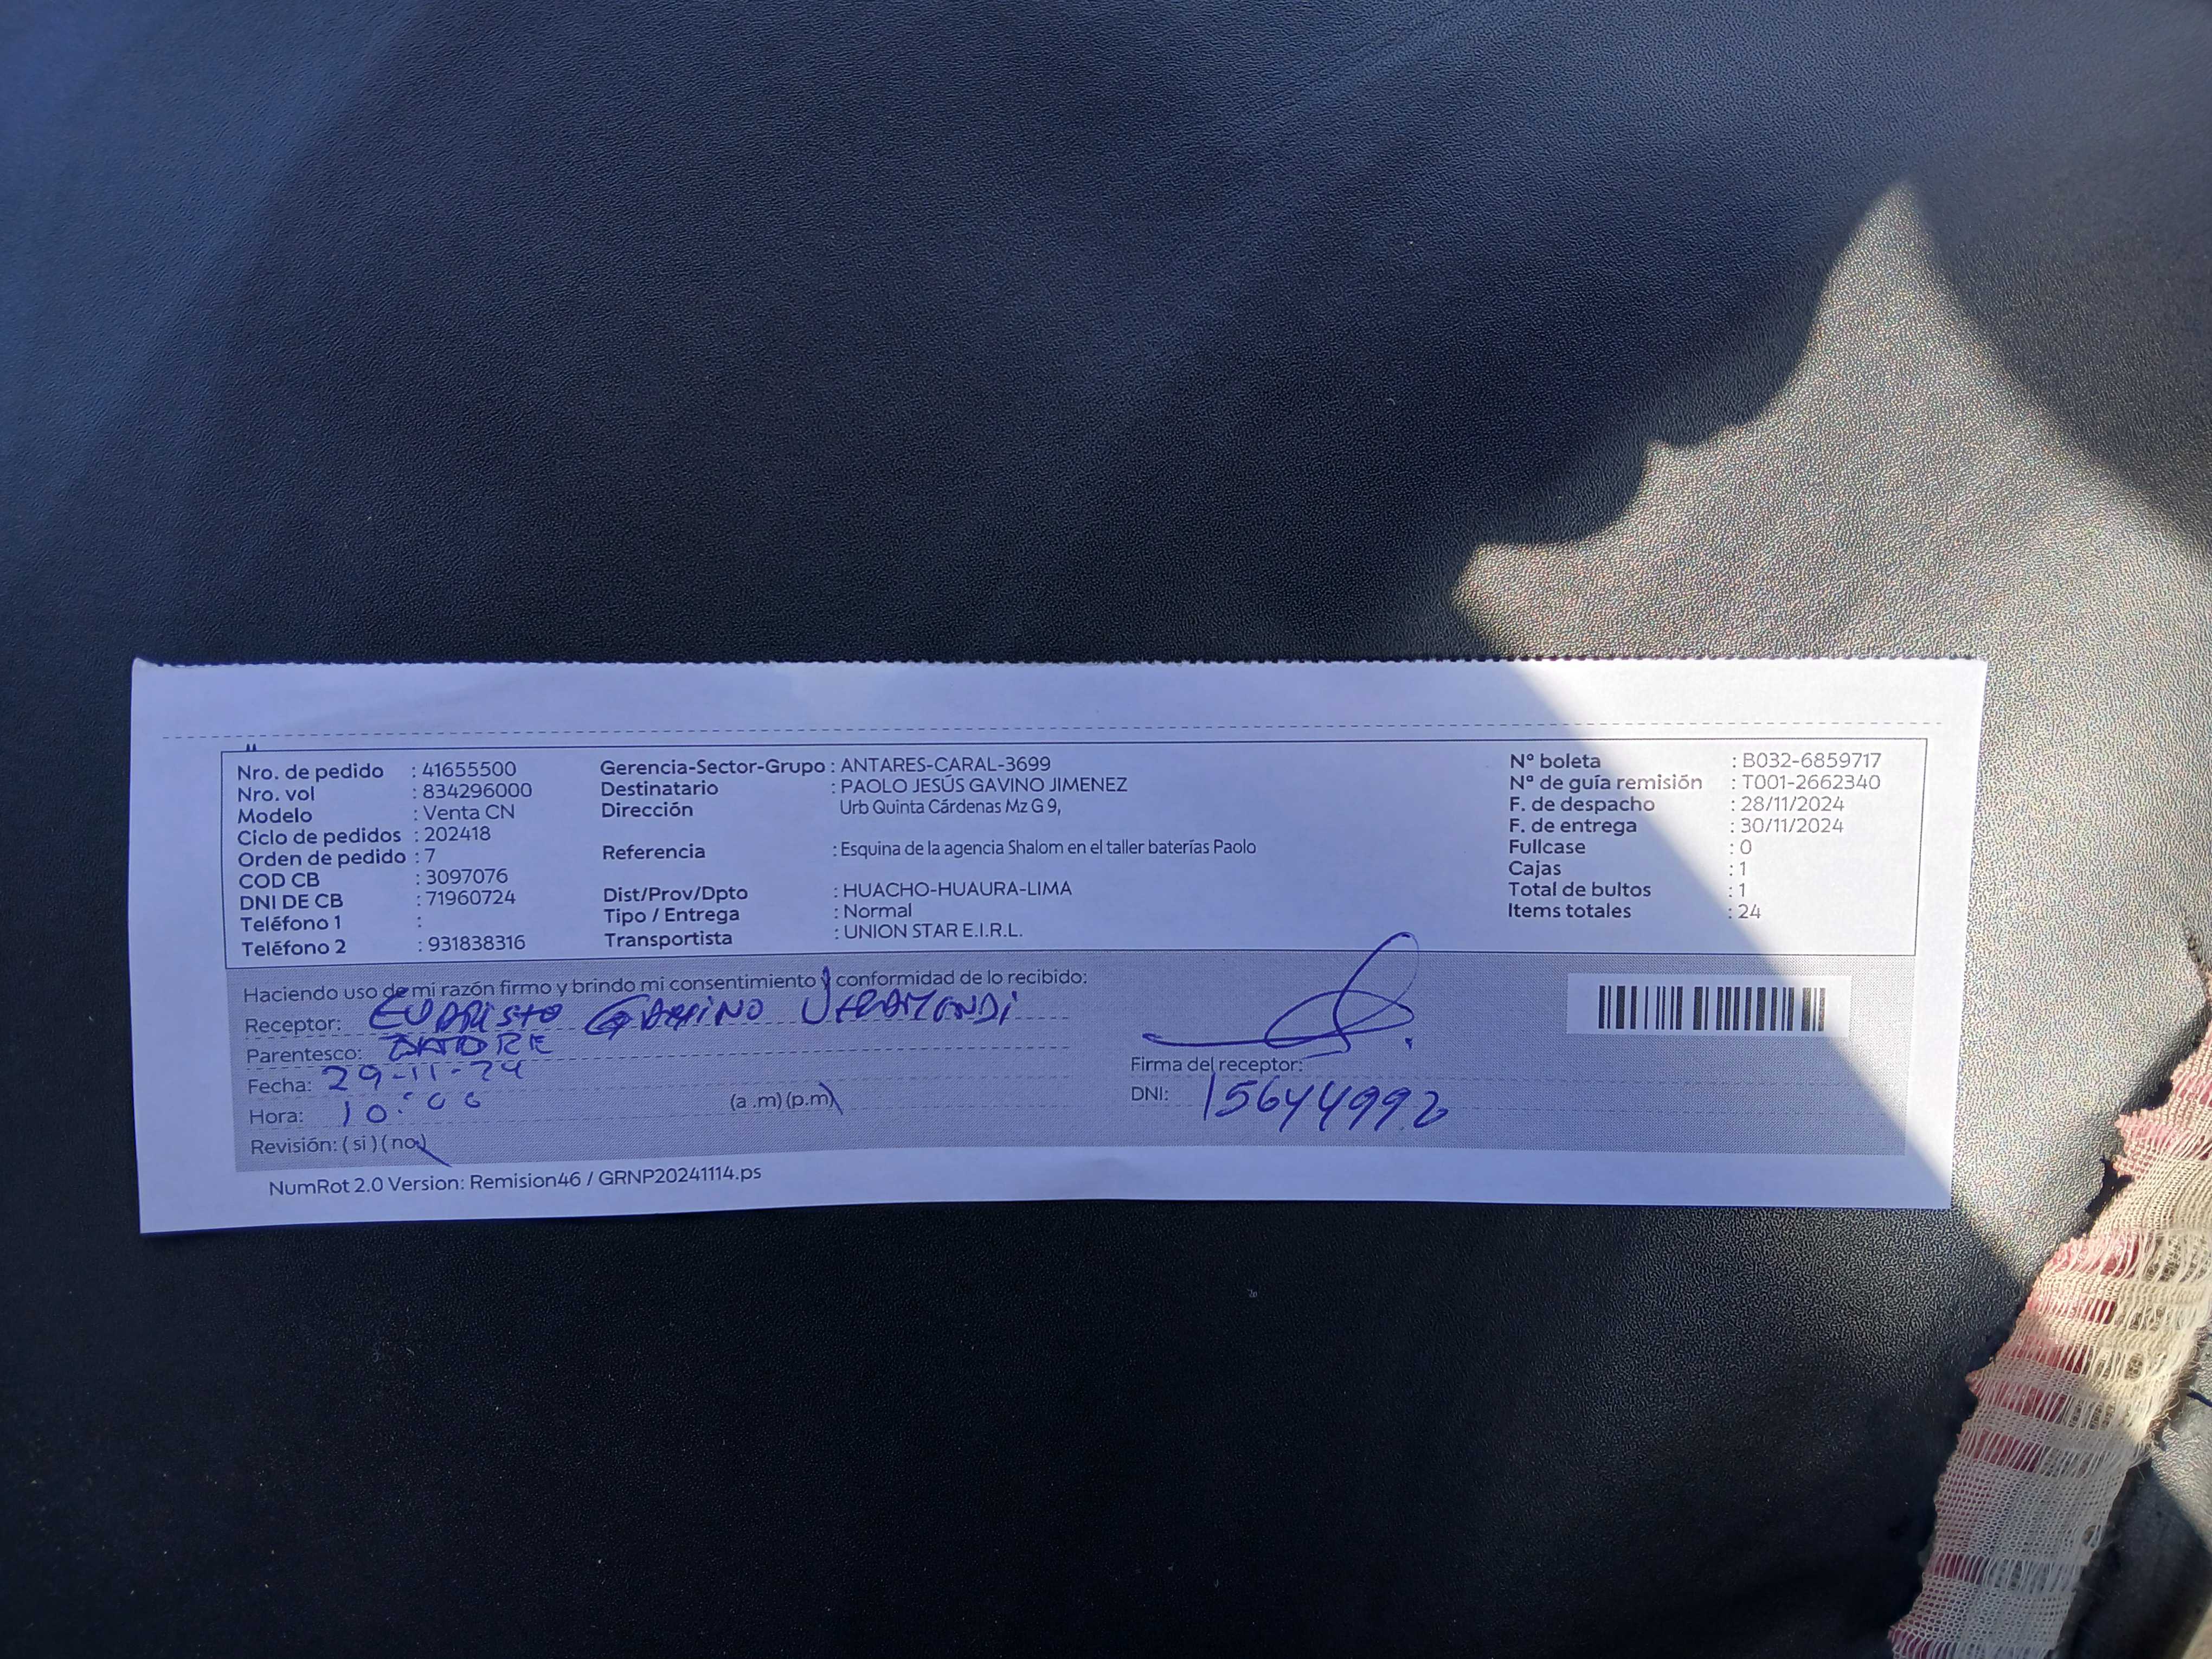 Nro. de pedido : 41655500
Nro. vol : 834296000
Modelo : Venta CN
Ciclo de pedidos : 202418
Orden de pedido : 7
COD CB : 3097076
DNI DE CB : 71960724
Teléfono 1 :
Teléfono 2 : 931838316
Gerencia-Sector-Grupo : ANTARES-CARAL-3699
Destinatario : PAOLO JESÚS GAVINO JIMENEZ
Dirección Urb Quinta Cárdenas Mz G 9,
Referencia : Esquina de la agencia Shalom en el taller baterías Paolo
Dist/Prov/Dpto : HUACHO-HUAURA-LIMA
Tipo / Entrega : Normal
Transportista : UNION STAR E.I.R.L.
N° boleta : B032-6859717
N° de guía remisión : T001-2662340
F. de despacho : 28/11/2024
F. de entrega : 30/11/2024
Fullcase : 0
Cajas : 1
Total de bultos : 1
Items totales : 24
Haciendo uso de mi razón firmo y brindo mi consentimiento y conformidad de lo recibido:
Receptor:
Parentesco:
Fecha: 29-11-24
Hora: 10:00 (a .m) (p.m)
Revisión: ( si ) ( no)
Firma del receptor:
DNI:
NumRot 2.0 Version: Remision46 / GRNP20241114.ps